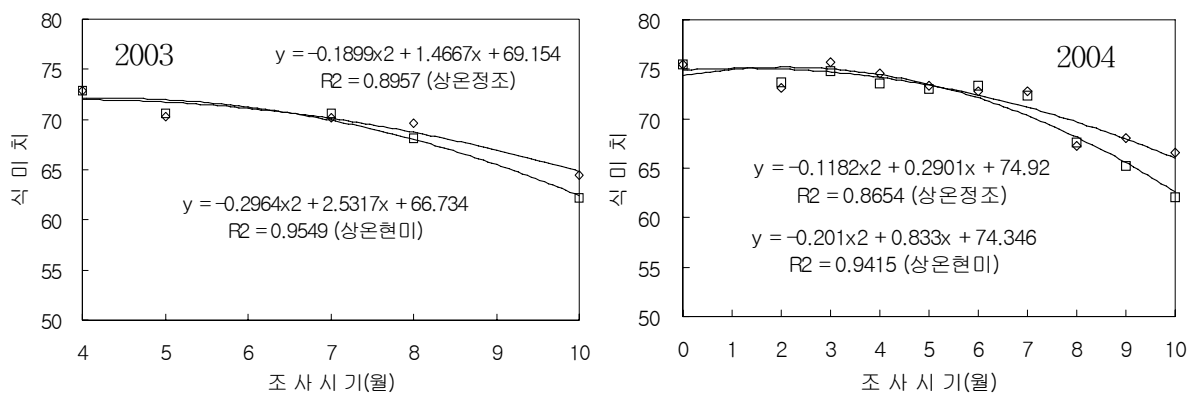 80
75
70
65
60
55
50
식 미 치
2003
y = -0.1899x2 + 1.4667x + 69.154
R2 = 0.8957 (상온정조)
y = -0.2964x2 + 2.5317x + 66.734
R2 = 0.9549 (상온현미)
4 5 6 7 8 9 10
조 사 시 기(월)
80
75
70
65
60
55
50
식 미 치
2004
y = -0.1182x2 + 0.2901x + 74.92
R2 = 0.8654 (상온정조)
y = -0.201x2 + 0.833x + 74.346
R2 = 0.9415 (상온현미)
0 1 2 3 4 5 6 7 8 9 10
조 사 시 기(월)